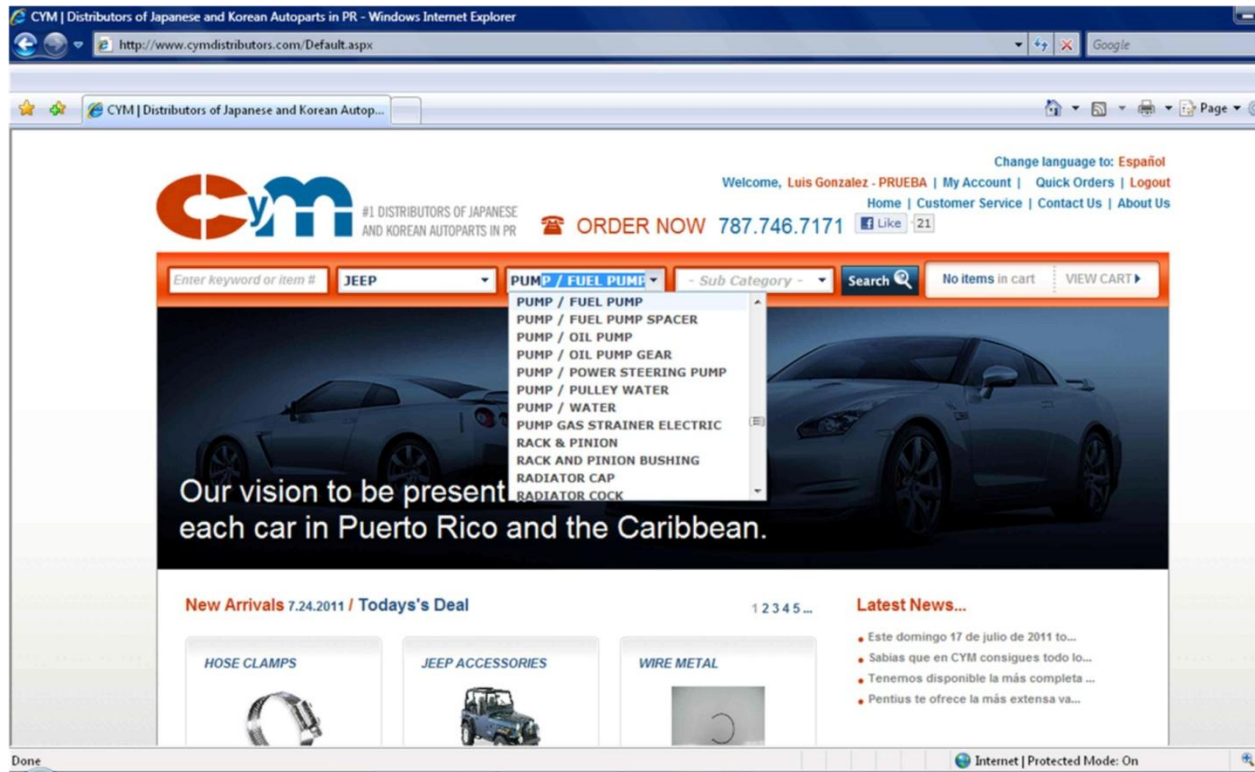 CYM | Distributors of Japanese and Korean Autoparts in PR - Windows Internet Explorer
http://www.cymdistributors.com/Default.aspx
Google
CYM | Distributors of Japanese and Korean Autop...
Page
Change language to: Español
Welcome, Luis Gonzalez - PRUEBA | My Account | Quick Orders | Logout
Home | Customer Service | Contact Us | About Us
CyM
#1 DISTRIBUTORS OF JAPANESE
AND KOREAN AUTOPARTS IN PR
ORDER NOW 787.746.7171
Like 21
Enter keyword or item #
JEEP
PUMP / FUEL PUMP
- Sub Category -
Search
No items in cart
VIEW CART
PUMP / FUEL PUMP
PUMP / FUEL PUMP SPACER
PUMP / OIL PUMP
PUMP / OIL PUMP GEAR
PUMP / POWER STEERING PUMP
PUMP / PULLEY WATER
PUMP / WATER
PUMP GAS STRAINER ELECTRIC
RACK & PINION
RACK AND PINION BUSHING
RADIATOR CAP
RADIATOR COCK
Our vision to be present
each car in Puerto Rico and the Caribbean.
New Arrivals 7.24.2011 / Todays's Deal
1 2 3 4 5 ...
Latest News...
Este domingo 17 de julio de 2011 to...
Sabias que en CYM consigues todo lo...
Tenemos disponible la más completa ...
Pentius te ofrece la más extensa va...
HOSE CLAMPS
JEEP ACCESSORIES
WIRE METAL
Done
Internet | Protected Mode: On